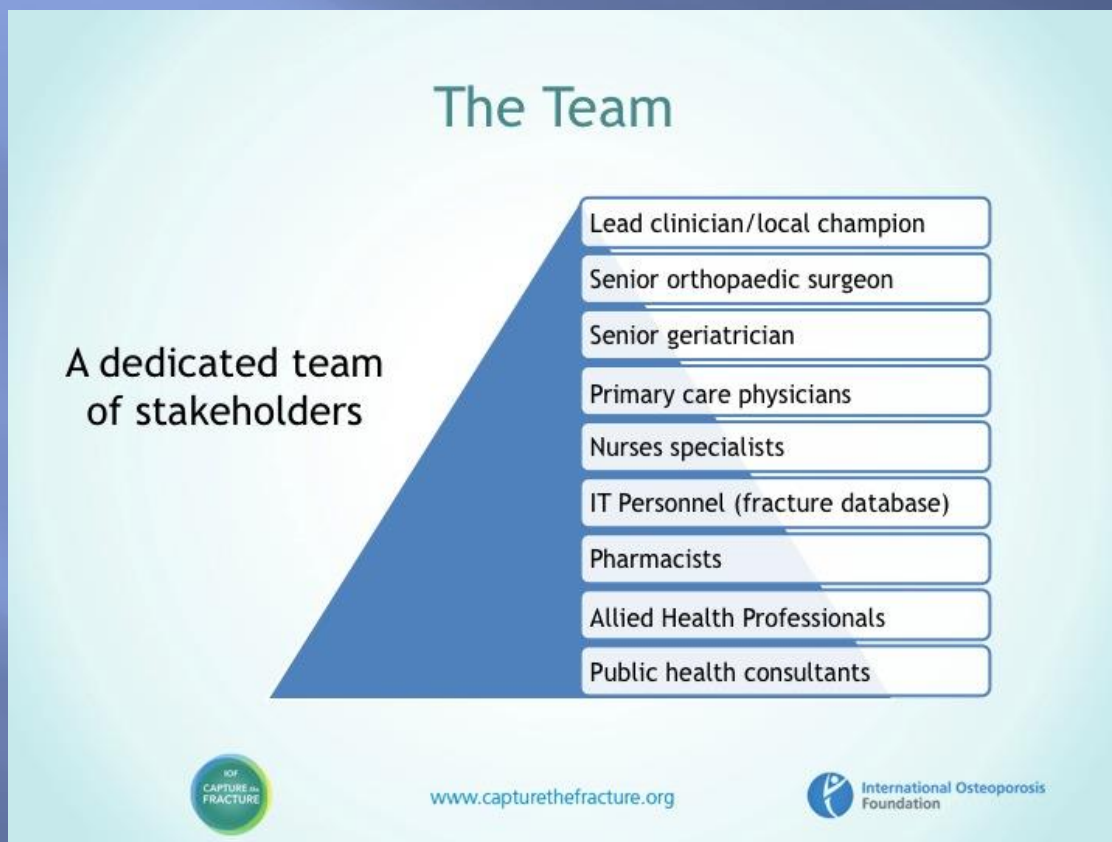 The Team
A dedicated team
of stakeholders
Lead clinician/local champion
Senior orthopaedic surgeon
Senior geriatrician
Primary care physicians
Nurses specialists
IT Personnel (fracture database)
Pharmacists
Allied Health Professionals
Public health consultants
IOF
CAPTURE the
FRACTURE
www.capturethefracture.org
International Osteoporosis
Foundation